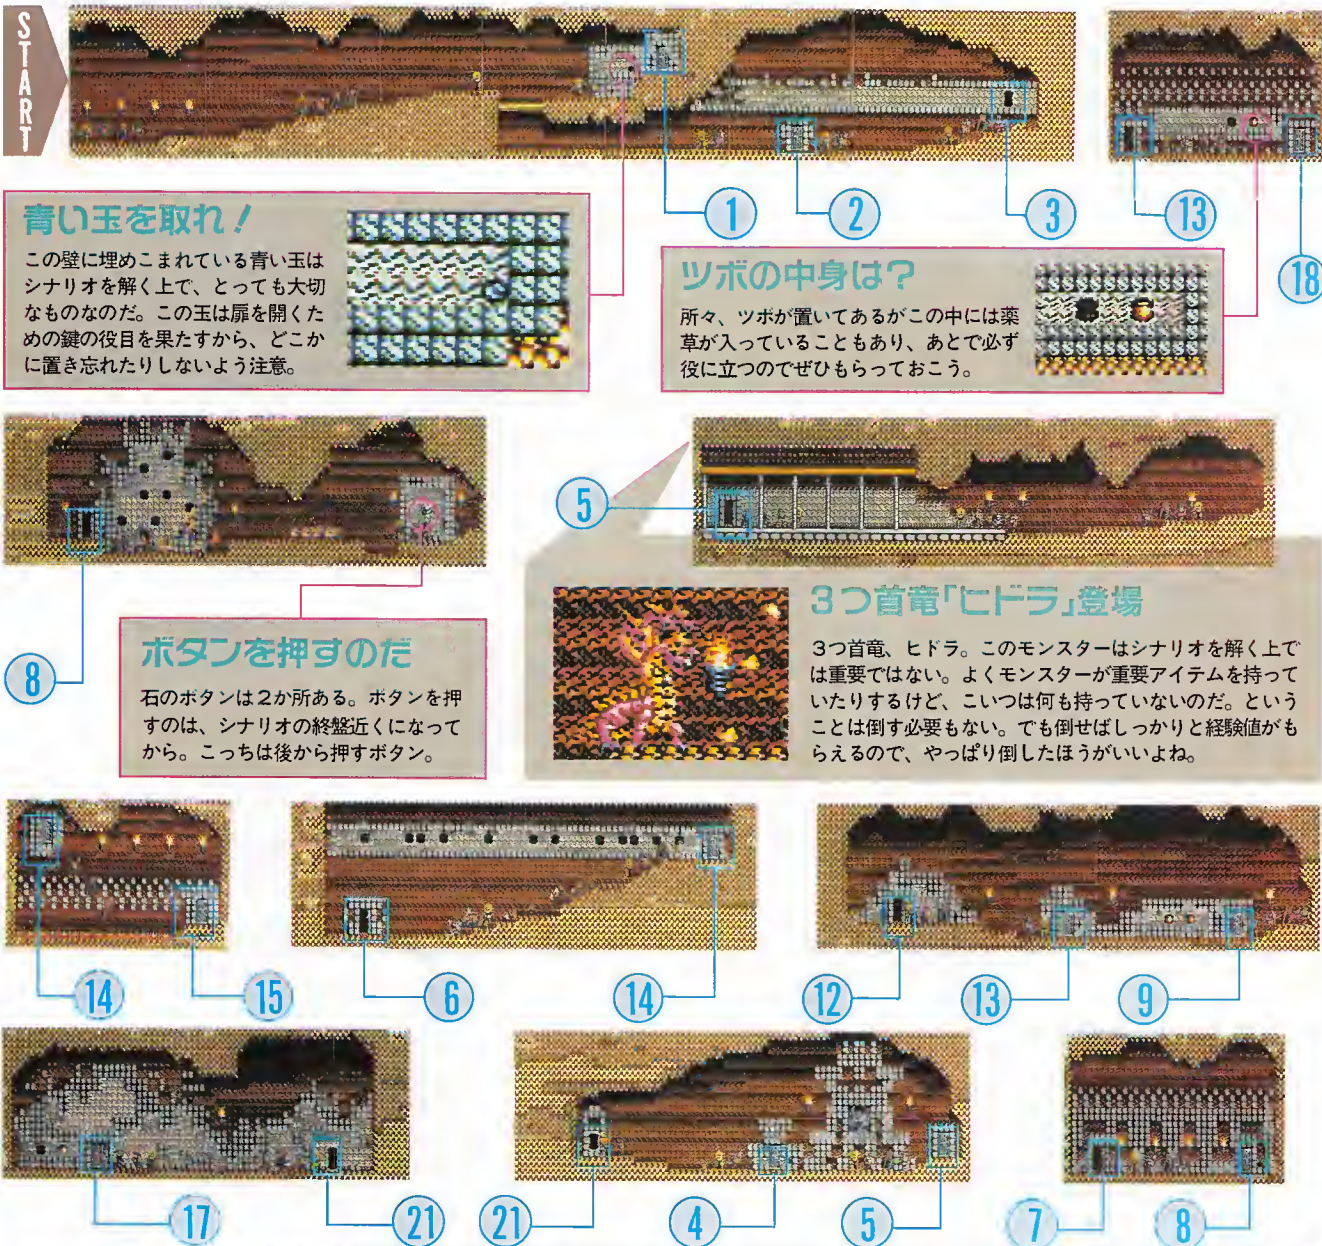 START
1
2
3
13
18
青い玉を取れ！
この壁に埋めこまれている青い玉は
シナリオを解く上で、とっても大切
なものなのだ。この玉は扉を開くた
めの鍵の役目を果たすから、どこか
に置き忘れたりしないよう注意。
ツボの中身は？
所々、ツボが置いてあるがこの中には薬
草が入っていることもあり、あとで必ず
役に立つのでぜひもらっておこう。
8
ボタンを押すのだ
石のボタンは2か所ある。ボタンを押
すのは、シナリオの終盤近くになって
から。こっちは後から押すボタン。
5
3つ首竜「ヒドラ」登場
3つ首竜、ヒドラ。このモンスターはシナリオを解く上で
は重要ではない。よくモンスターが重要アイテムを持って
いたりするけど、こいつは何も持っていないのだ。という
ことは倒す必要もない。でも倒せばしっかりと経験値がも
らえるので、やっぱり倒したほうがいいよね。
14
15
6
14
12
13
9
17
21
21
4
5
7
8